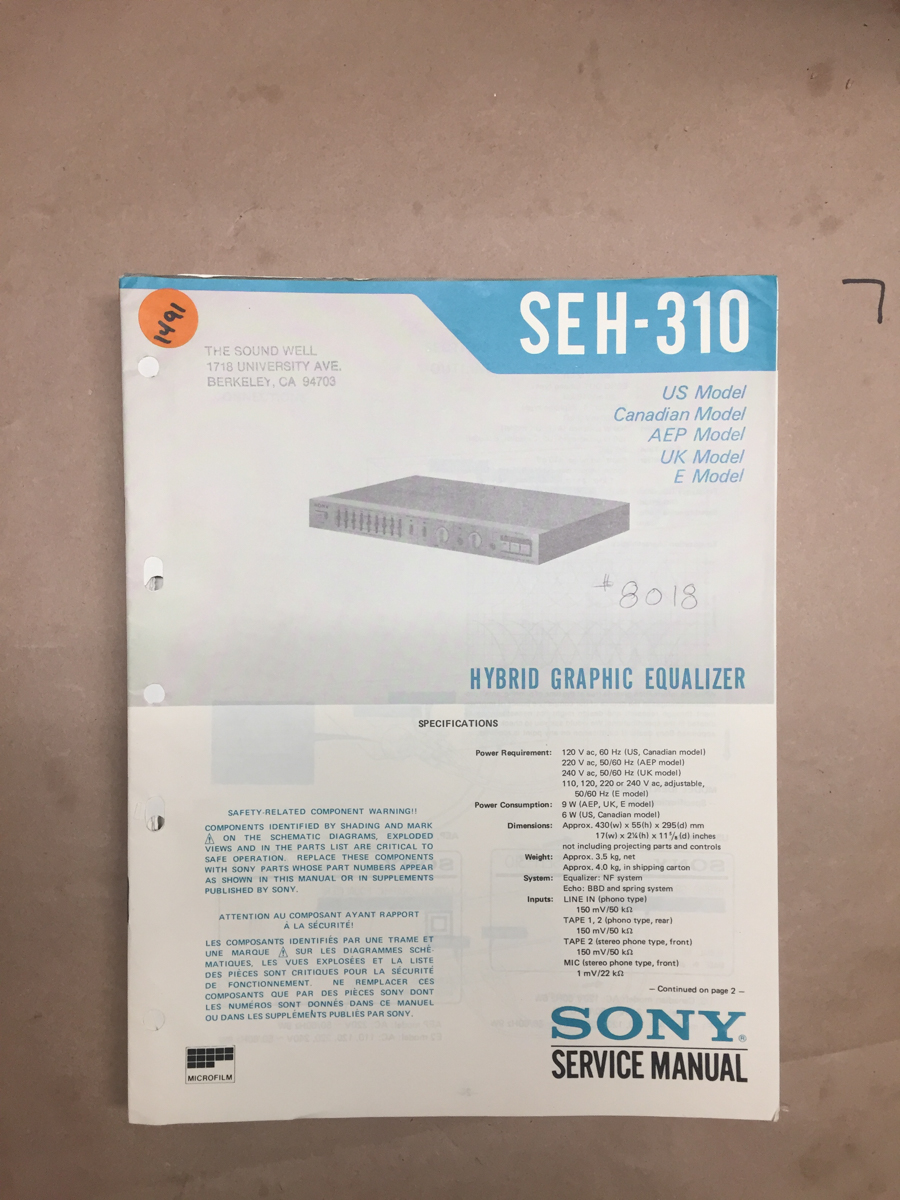 SEH-310
1491
THE SOUND WELL
1718 UNIVERSITY AVE.
BERKELEY, CA 94703
US Model
Canadian Model
AEP Model
UK Model
E Model
#8018
HYBRID GRAPHIC EQUALIZER
SPECIFICATIONS
Power Requirement: 120 V ac, 60 Hz (US, Canadian model)
220 V ac, 50/60 Hz (AEP model)
240 V ac, 50/60 Hz (UK model)
110, 120, 220 or 240 V ac, adjustable,
50/60 Hz (E model)
Power Consumption: 9 W (AEP, UK, E model)
6 W (US, Canadian model)
Dimensions: Approx. 430(w) x 55(h) x 295(d) mm
17(w) x 2¼(h) x 11⅝(d) inches
not including projecting parts and controls
Weight: Approx. 3.5 kg, net
Approx. 4.0 kg, in shipping carton
System: Equalizer: NF system
Echo: BBD and spring system
Inputs: LINE IN (phono type)
150 mV/50 kΩ
TAPE 1, 2 (phono type, rear)
150 mV/50 kΩ
TAPE 2 (stereo phone type, front)
150 mV/50 kΩ
MIC (stereo phone type, front)
1 mV/22 kΩ
— Continued on page 2 —
SAFETY-RELATED COMPONENT WARNING!!
COMPONENTS IDENTIFIED BY SHADING AND MARK
⚠ ON THE SCHEMATIC DIAGRAMS, EXPLODED
VIEWS AND IN THE PARTS LIST ARE CRITICAL TO
SAFE OPERATION. REPLACE THESE COMPONENTS
WITH SONY PARTS WHOSE PART NUMBERS APPEAR
AS SHOWN IN THIS MANUAL OR IN SUPPLEMENTS
PUBLISHED BY SONY.
ATTENTION AU COMPOSANT AYANT RAPPORT
À LA SÉCURITÉ!
LES COMPOSANTS IDENTIFIÉS PAR UNE TRAME ET
UNE MARQUE ⚠ SUR LES DIAGRAMMES SCHÉ-
MATIQUES, LES VUES EXPLOSÉES ET LA LISTE
DES PIÈCES SONT CRITIQUES POUR LA SÉCURITÉ
DE FONCTIONNEMENT. NE REMPLACER CES
COMPOSANTS QUE PAR DES PIÈCES SONY DONT
LES NUMÉROS SONT DONNÉS DANS CE MANUEL
OU DANS LES SUPPLÉMENTS PUBLIÉS PAR SONY.
MICROFILM
SONY®
SERVICE MANUAL